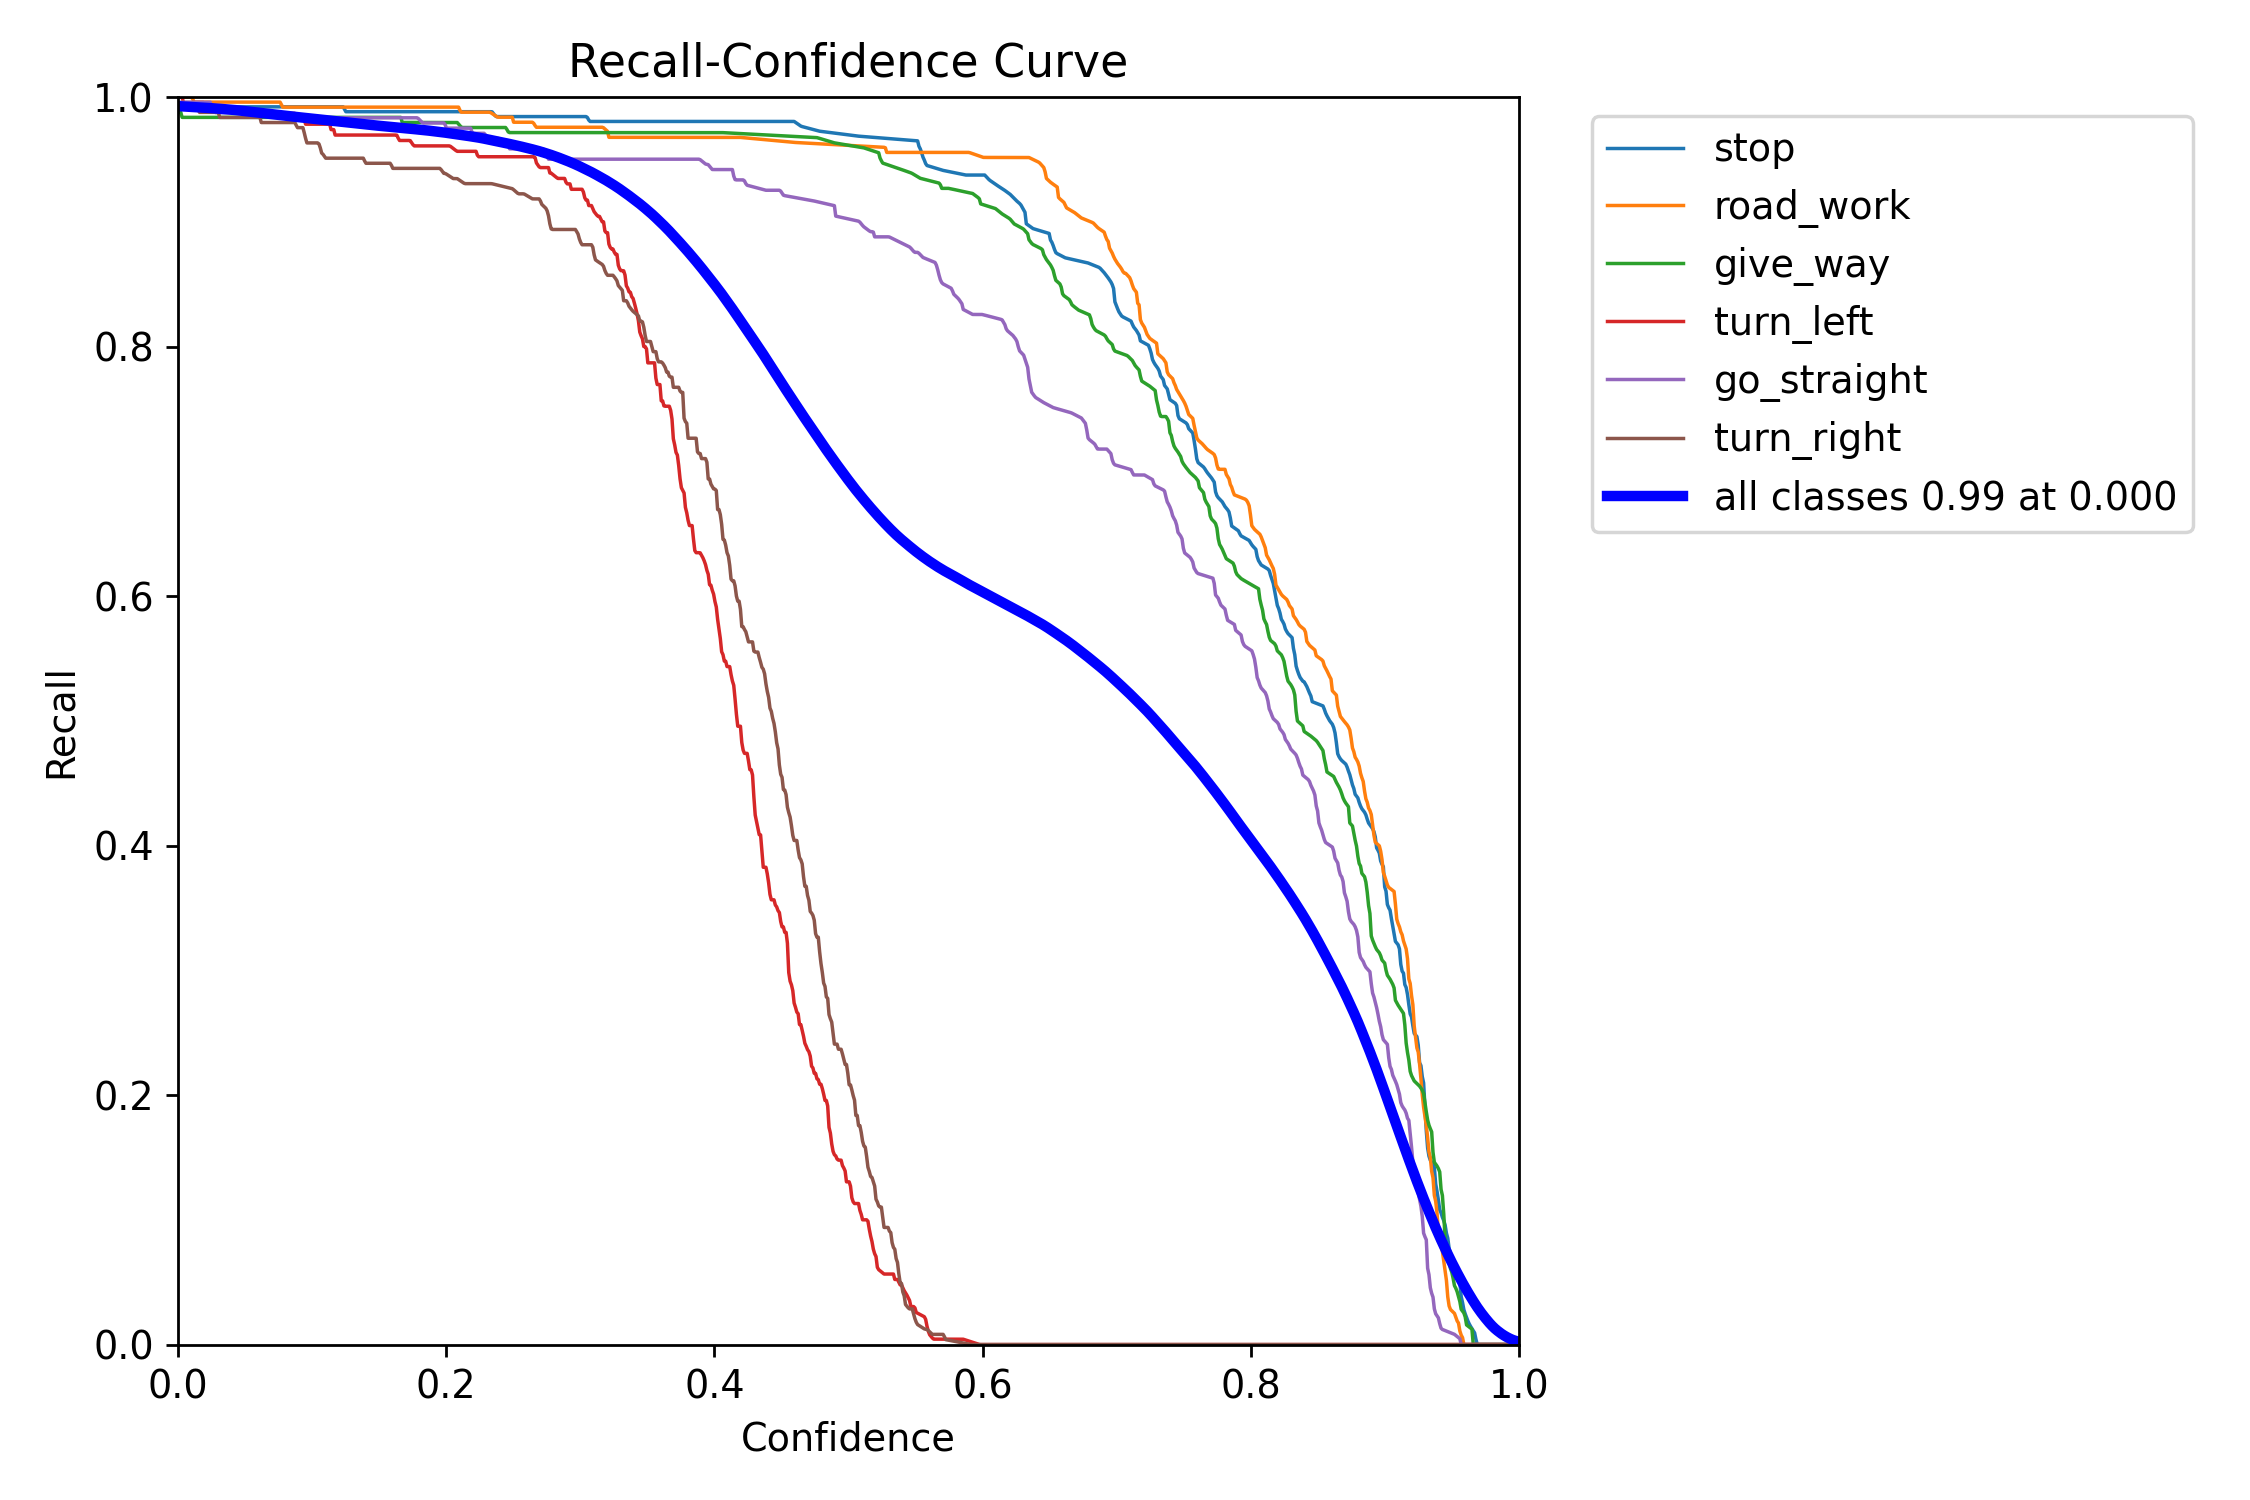 Recall-Confidence Curve
1.0
0.8
0.6
0.4
0.2
0.0
Recall
0.0 0.2 0.4 0.6 0.8 1.0
Confidence
stop
road_work
give_way
turn_left
go_straight
turn_right
all classes 0.99 at 0.000